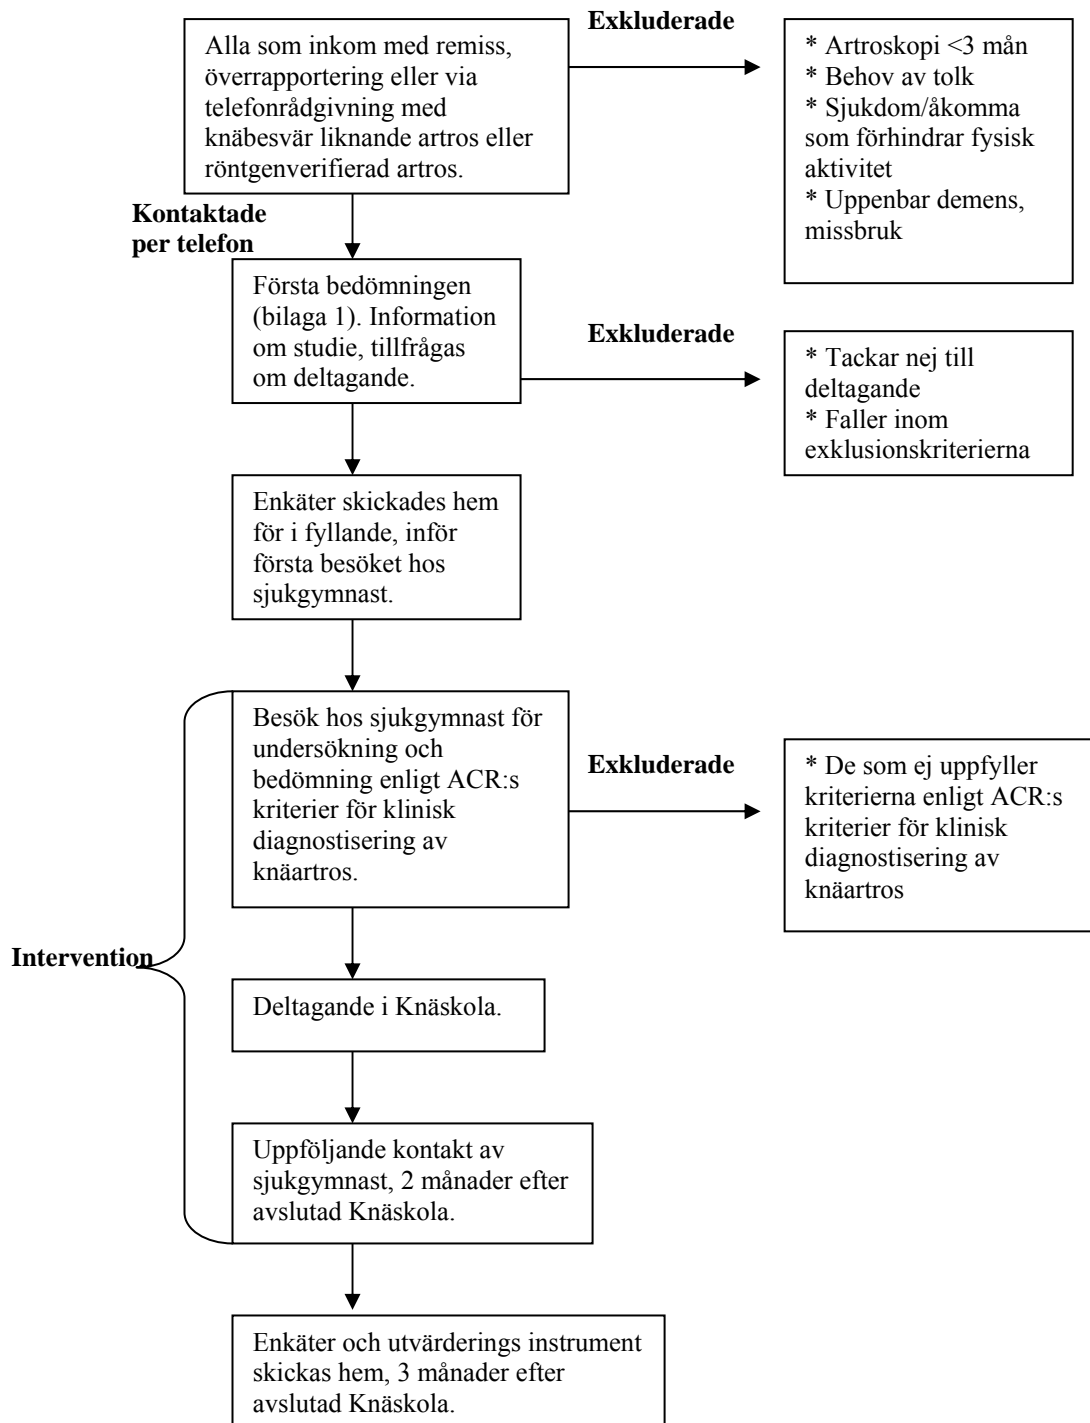 Alla som inkom med remiss,
överrapportering eller via
telefonrådgivning med
knäbesvär liknande artros eller
röntgenverifierad artros.
Exkluderade
* Artroskopi <3 mån
* Behov av tolk
* Sjukdom/åkomma
som förhindrar fysisk
aktivitet
* Uppenbar demens,
missbruk
Kontaktade
per telefon
Första bedömningen
(bilaga 1). Information
om studie, tillfrågas
om deltagande.
Exkluderade
* Tackar nej till
deltagande
* Faller inom
exklusionskriterierna
Enkäter skickades hem
för i fyllande, inför
första besöket hos
sjukgymnast.
Besök hos sjukgymnast för
undersökning och
bedömning enligt ACR:s
kriterier för klinisk
diagnostisering av
knäartros.
Exkluderade
* De som ej uppfyller
kriterierna enligt ACR:s
kriterier för klinisk
diagnostisering av
knäartros
Intervention
Deltagande i Knäskola.
Uppföljande kontakt av
sjukgymnast, 2 månader efter
avslutad Knäskola.
Enkäter och utvärderings instrument
skickas hem, 3 månader efter
avslutad Knäskola.